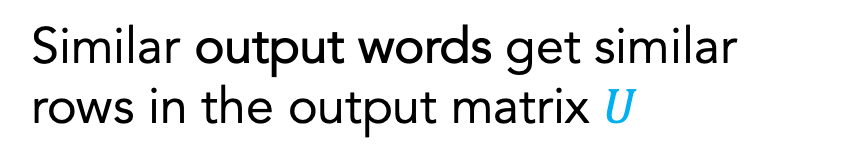 Similar output words get similar
rows in the output matrix U